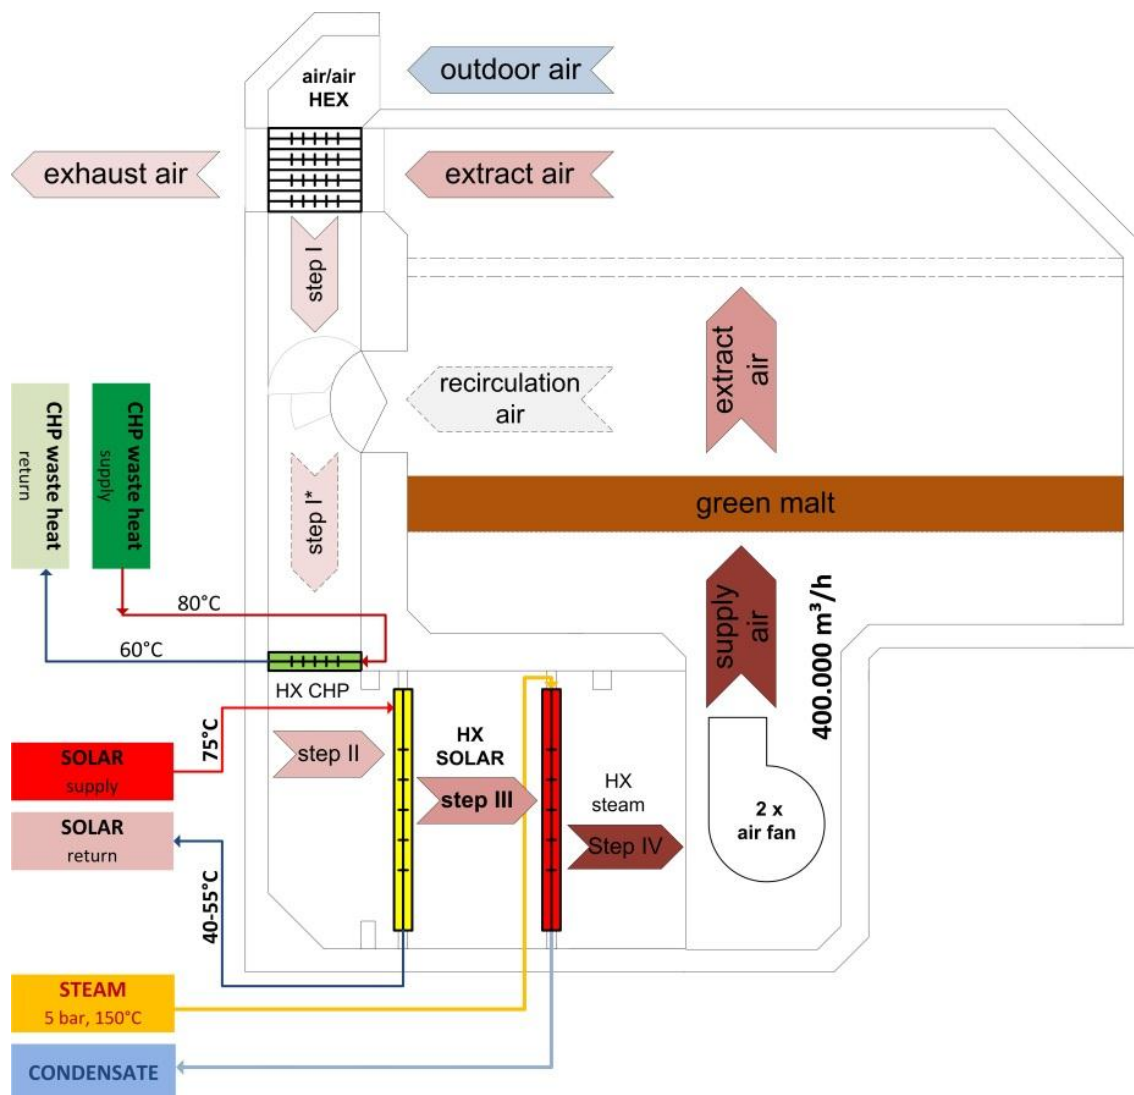 air/air
HEX
outdoor air
exhaust air
extract air
step I
recirculation
air
extract
air
CHP waste heat
return
CHP waste heat
supply
step I*
green malt
80°C
60°C
supply
air
400.000 m³/h
HX CHP
75°C
SOLAR
supply
step II
HX
SOLAR
step III
HX
steam
Step IV
2 x
air fan
SOLAR
return
40-55°C
STEAM
5 bar, 150°C
CONDENSATE